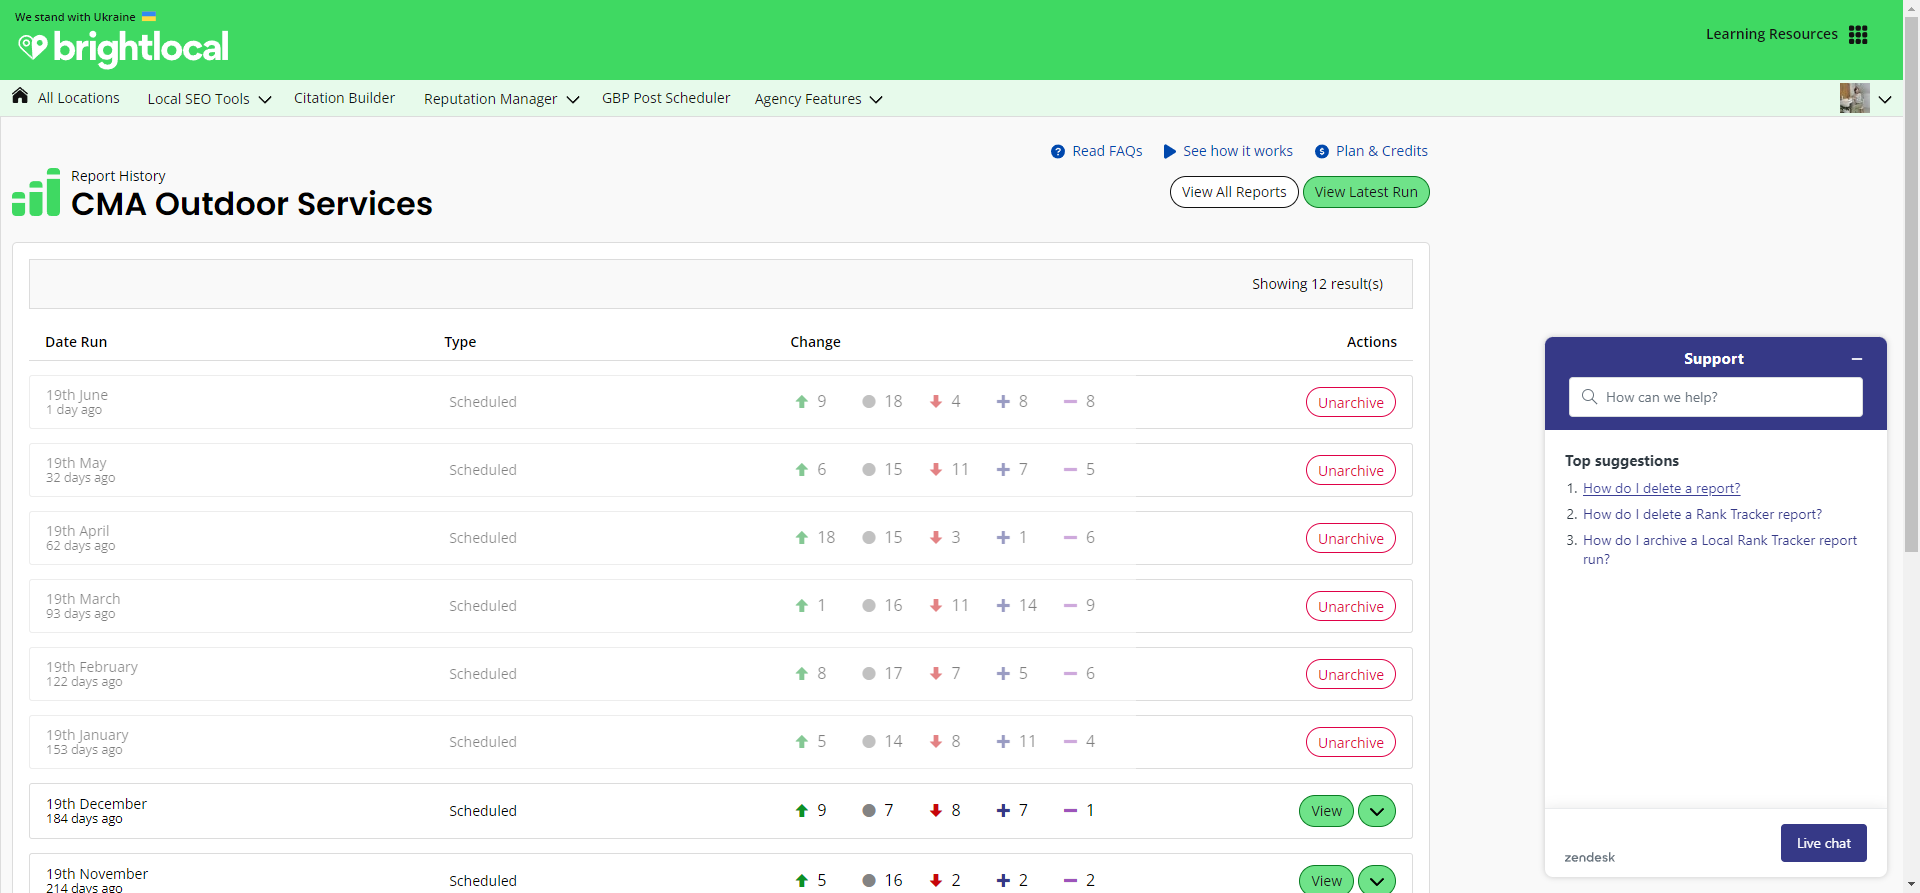 We stand with Ukraine
brightlocal
Learning Resources
All Locations
Local SEO Tools
Citation Builder
Reputation Manager
GBP Post Scheduler
Agency Features
Read FAQs
See how it works
Plan & Credits
Report History
CMA Outdoor Services
View All Reports
View Latest Run
Showing 12 result(s)
Date Run Type Change Actions
19th June
1 day ago
Scheduled 9 18 4 8 8 Unarchive
19th May
32 days ago
Scheduled 6 15 11 7 5 Unarchive
19th April
62 days ago
Scheduled 18 15 3 1 6 Unarchive
19th March
93 days ago
Scheduled 1 16 11 14 9 Unarchive
19th February
122 days ago
Scheduled 8 17 7 5 6 Unarchive
19th January
153 days ago
Scheduled 5 14 8 11 4 Unarchive
19th December
184 days ago
Scheduled 9 7 8 7 1 View
19th November
214 days ago
Scheduled 5 16 2 2 2 View
Support
How can we help?
Top suggestions
1. How do I delete a report?
2. How do I delete a Rank Tracker report?
3. How do I archive a Local Rank Tracker report
run?
zendesk
Live chat